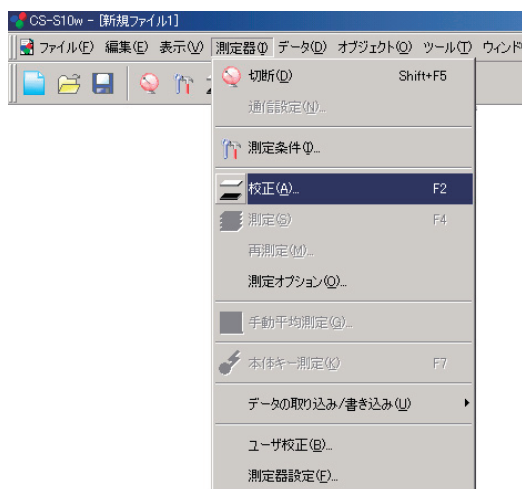 CS-S10w - [新規ファイル1]
ファイル(F) 編集(E) 表示(V) 測定器(I) データ(D) オブジェクト(O) ツール(T) ウィンド
切断(D) Shift+F5
通信設定(N)...
測定条件(I)...
校正(A)... F2
測定(S) F4
再測定(M)...
測定オプション(O)...
手動平均測定(G)...
本体キー測定(K) F7
データの取り込み/書き込み(U)
ユーザ校正(B)...
測定器設定(F)...